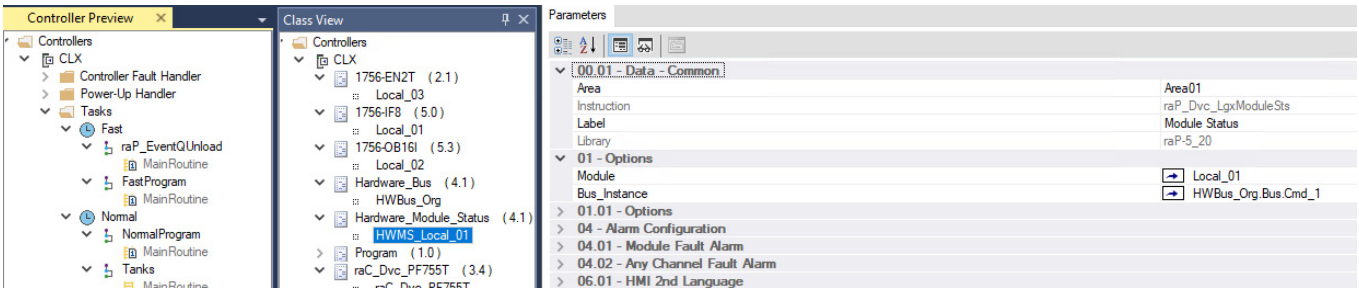 Controller Preview
Controllers
CLX
Controller Fault Handler
Power-Up Handler
Tasks
Fast
raP_EventQUnload
MainRoutine
FastProgram
MainRoutine
Normal
NormalProgram
MainRoutine
Tanks
MainRoutine
Class View
Controllers
CLX
1756-EN2T (2.1)
Local_03
1756-IF8 (5.0)
Local_01
1756-OB16I (5.3)
Local_02
Hardware_Bus (4.1)
HWBus_Org
Hardware_Module_Status (4.1)
HWMS_Local_01
Program (1.0)
raC_Dvc_PF755T (3.4)
raC_Dvc_PF755T
Parameters
00.01 - Data - Common
Area Area01
Instruction raP_Dvc_LgxModuleSts
Label Module Status
Library raP-5_20
01 - Options
Module Local_01
Bus_Instance HWBus_Org.Bus.Cmd_1
01.01 - Options
04 - Alarm Configuration
04.01 - Module Fault Alarm
04.02 - Any Channel Fault Alarm
06.01 - HMI 2nd Language